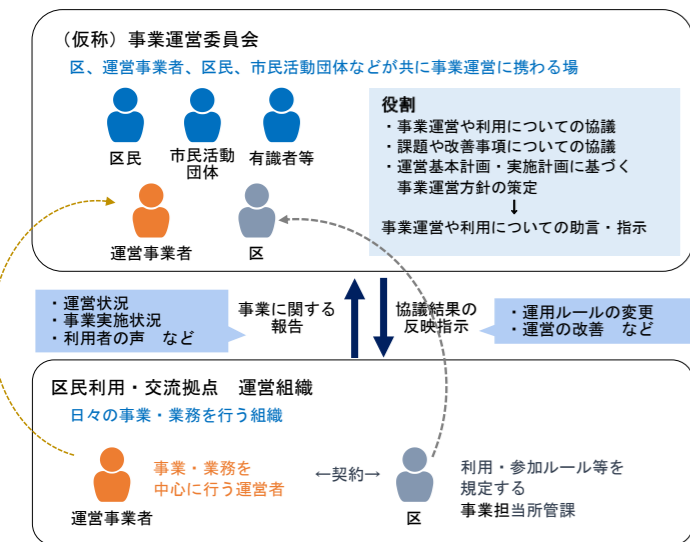 （仮称）事業運営委員会
区、運営事業者、区民、市民活動団体などが共に事業運営に携わる場
区民
市民活動
団体
有識者等
運営事業者
区
役割
・事業運営や利用についての協議
・課題や改善事項についての協議
・運営基本計画・実施計画に基づく
事業運営方針の策定
↓
事業運営や利用についての助言・指示
・運営状況
・事業実施状況
・利用者の声　など
事業に関する
報告
協議結果の
反映指示
・運用ルールの変更
・運営の改善　など
区民利用・交流拠点　運営組織
日々の事業・業務を行う組織
運営事業者
事業・業務を
中心に行う運営者
←契約→
区
利用・参加ルール等を
規定する
事業担当所管課